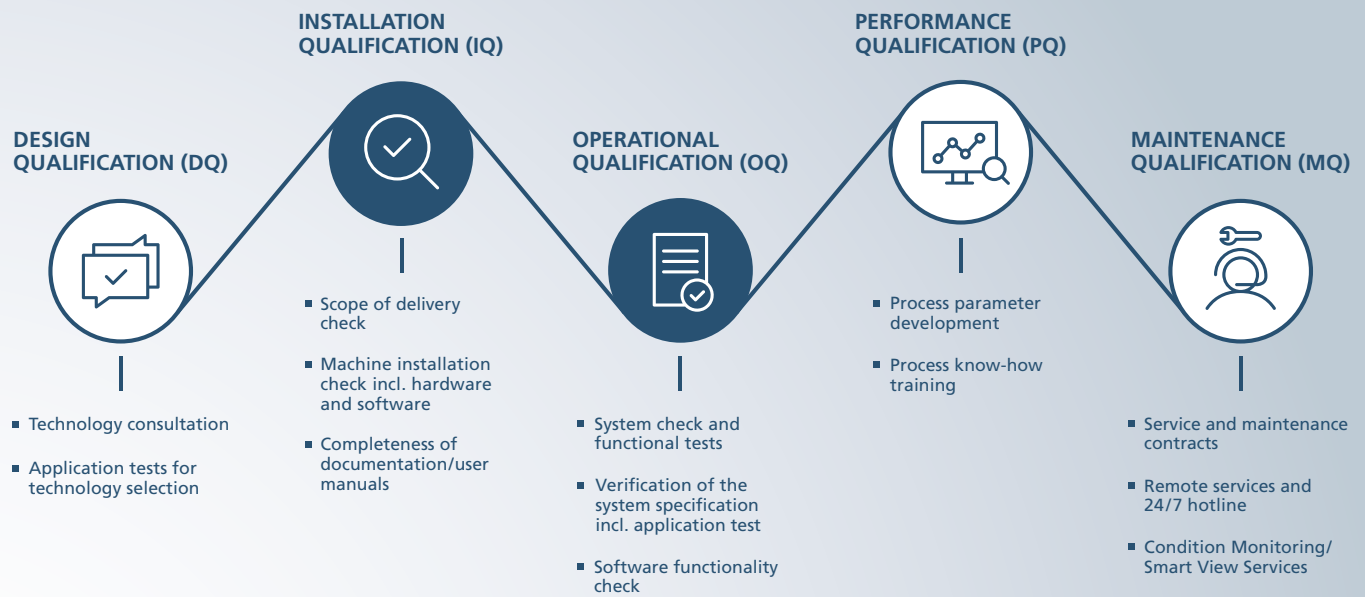 DESIGN
QUALIFICATION (DQ)
■ Technology consultation
■ Application tests for
technology selection
INSTALLATION
QUALIFICATION (IQ)
■ Scope of delivery
check
■ Machine installation
check incl. hardware
and software
■ Completeness of
documentation/user
manuals
OPERATIONAL
QUALIFICATION (OQ)
■ System check and
functional tests
■ Verification of the
system specification
incl. application test
■ Software functionality
check
PERFORMANCE
QUALIFICATION (PQ)
■ Process parameter
development
■ Process know-how
training
MAINTENANCE
QUALIFICATION (MQ)
■ Service and maintenance
contracts
■ Remote services and
24/7 hotline
■ Condition Monitoring/
Smart View Services